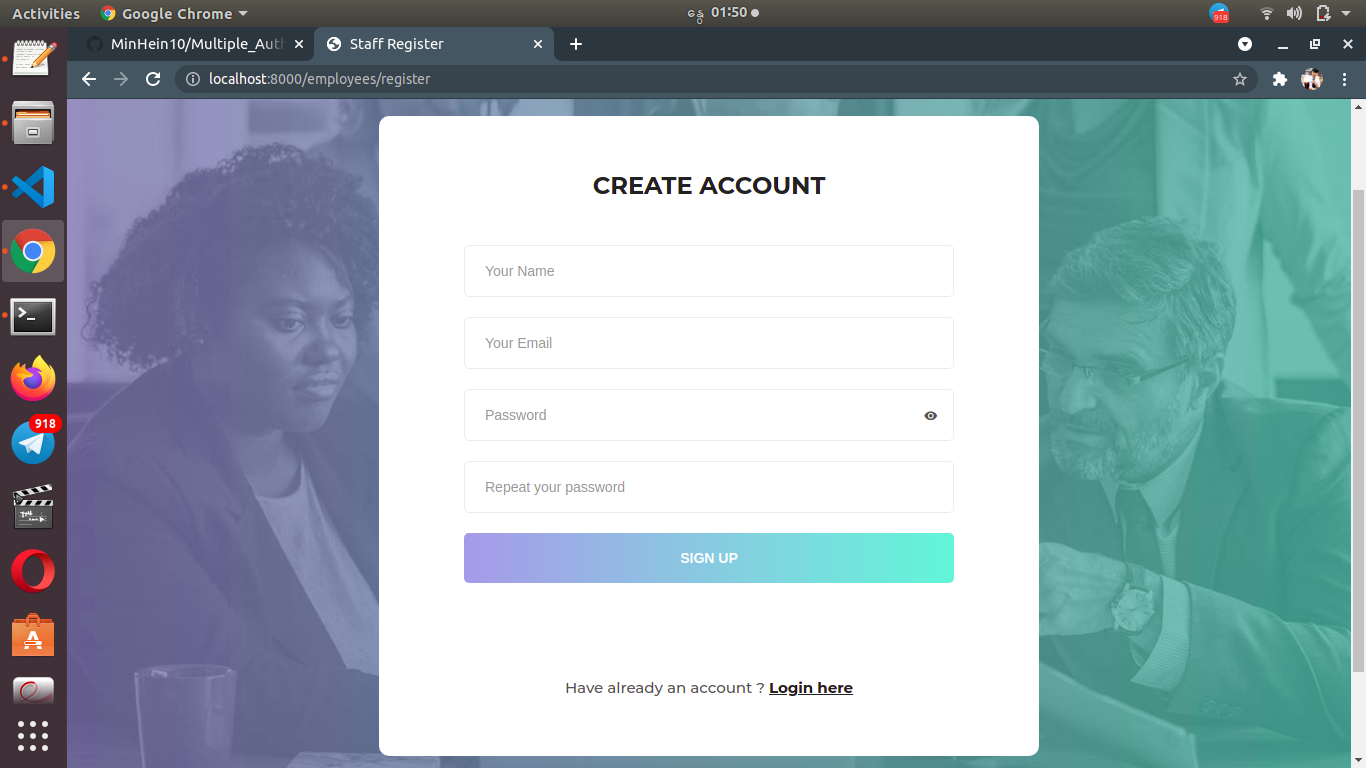 Activities
Google Chrome
နွေ 01:50
918
MinHein10/Multiple_Auth
Staff Register
localhost:8000/employees/register
CREATE ACCOUNT
Your Name
Your Email
Password
Repeat your password
SIGN UP
Have already an account ? Login here
918